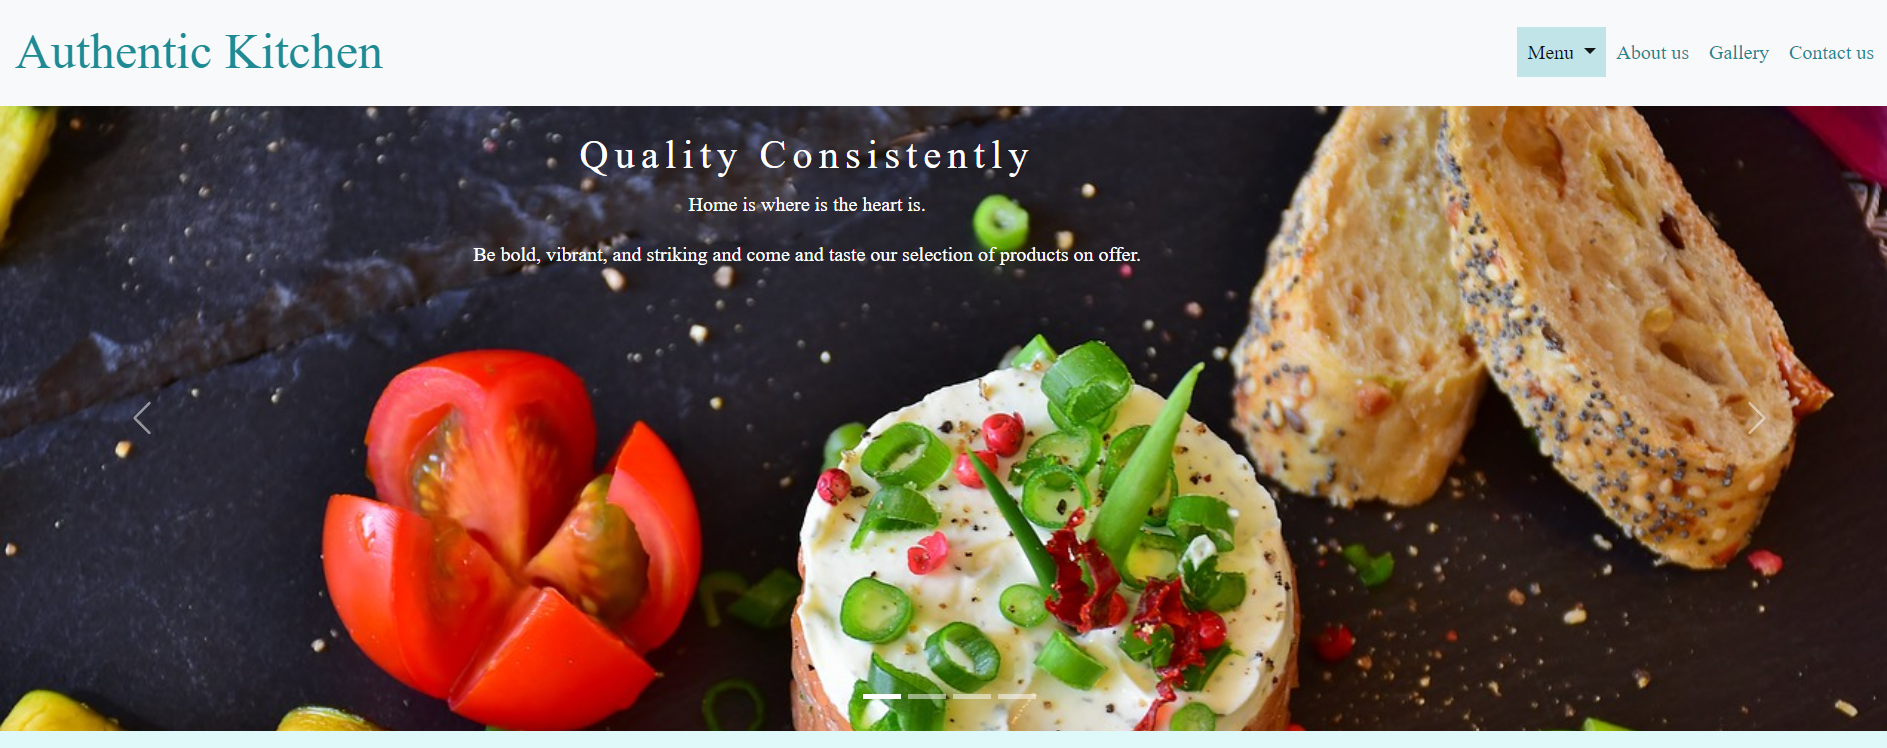 Authentic Kitchen
Menu About us Gallery Contact us
Quality Consistently
Home is where is the heart is.
Be bold, vibrant, and striking and come and taste our selection of products on offer.